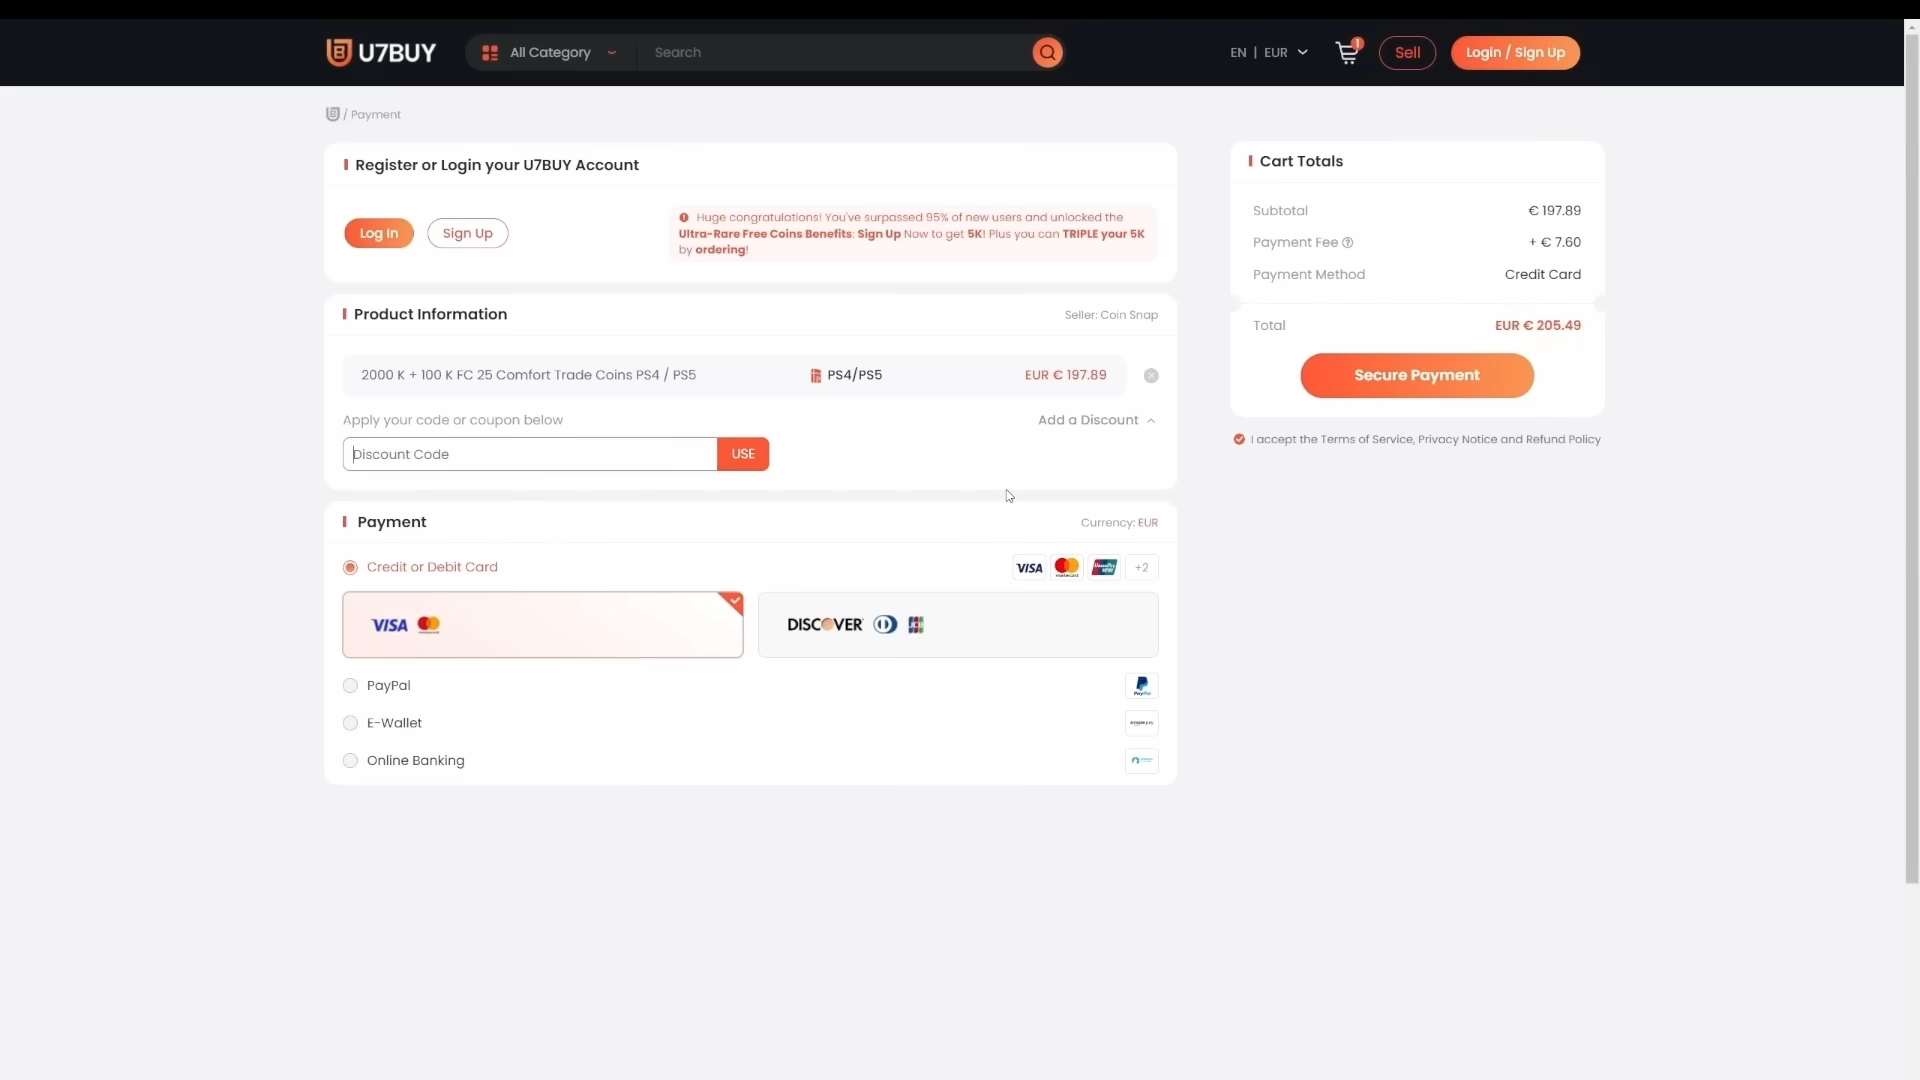 U7BUY
All Category
Search
EN | EUR
1
Sell
Login / Sign Up
/ Payment
Register or Login your U7BUY Account
Log In
Sign Up
Huge congratulations! You've surpassed 95% of new users and unlocked the
Ultra-Rare Free Coins Benefits: Sign Up Now to get 5K! Plus you can TRIPLE your 5K
by ordering!
Product Information
Seller: Coin Snap
2000 K + 100 K FC 25 Comfort Trade Coins PS4 / PS5
PS4/PS5
EUR € 197.89
Apply your code or coupon below
Add a Discount
Discount Code
USE
Payment
Currency: EUR
Credit or Debit Card
VISA
mastercard
+2
VISA
DISCOVER
JCB
PayPal
PayPal
E-Wallet
amazon pay
Online Banking
Cart Totals
Subtotal
€ 197.89
Payment Fee
+ € 7.60
Payment Method
Credit Card
Total
EUR € 205.49
Secure Payment
I accept the Terms of Service, Privacy Notice and Refund Policy